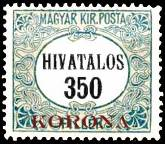 MAGYAR KIR. POSTA
HIVATALOS
350
KORONA